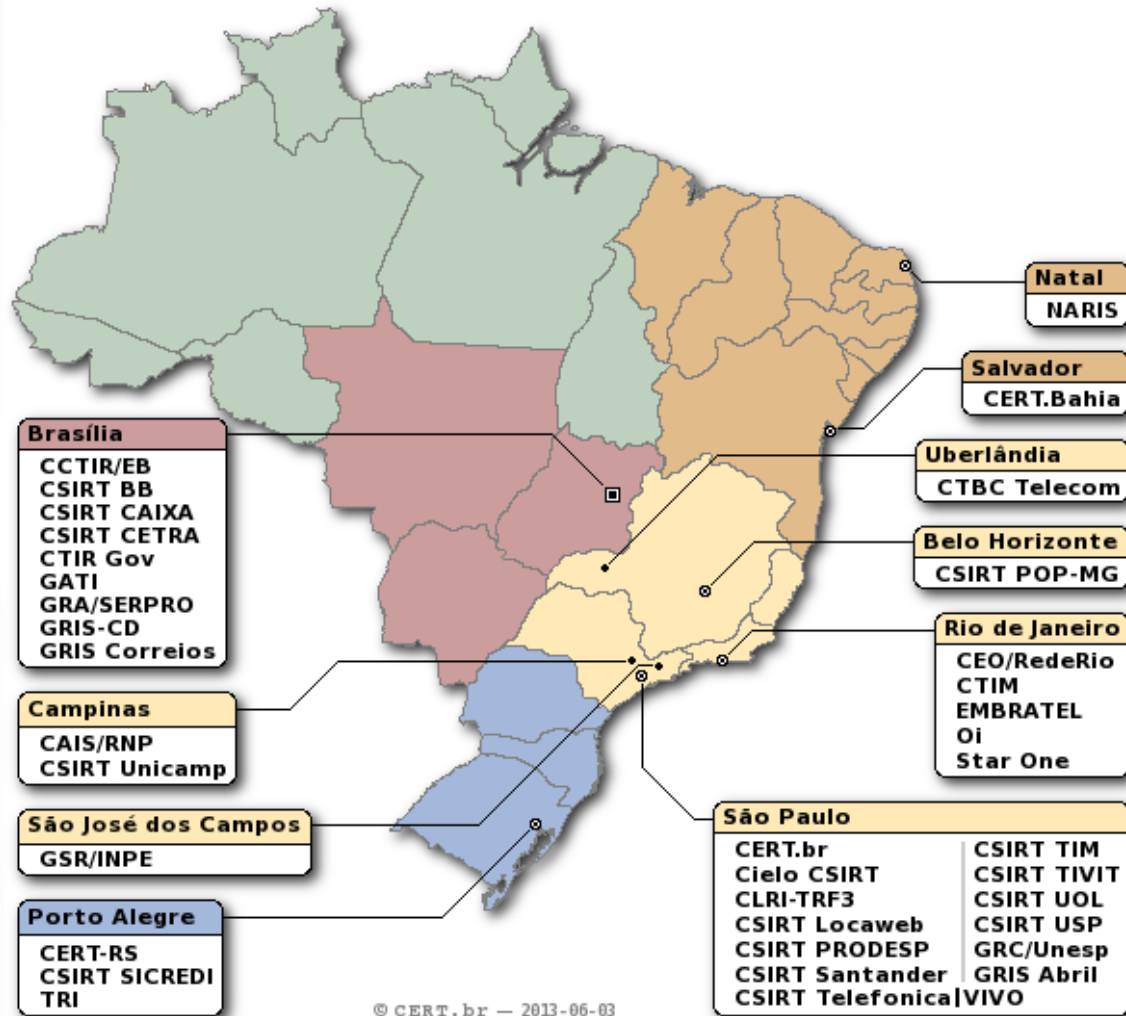 Natal
NARIS
Salvador
CERT.Bahia
Brasília
CCTIR/EB
CSIRT BB
CSIRT CAIXA
CSIRT CETRA
CTIR Gov
GATI
GRA/SERPRO
GRIS-CD
GRIS Correios
Uberlândia
CTBC Telecom
Belo Horizonte
CSIRT POP-MG
Rio de Janeiro
CEO/RedeRio
CTIM
EMBRATEL
Oi
Star One
Campinas
CAIS/RNP
CSIRT Unicamp
São José dos Campos
GSR/INPE
São Paulo
CERT.br
Cielo CSIRT
CLRI-TRF3
CSIRT Locaweb
CSIRT PRODESP
CSIRT Santander
CSIRT Telefonica|VIVO
CSIRT TIM
CSIRT TIVIT
CSIRT UOL
CSIRT USP
GRC/Unesp
GRIS Abril
Porto Alegre
CERT-RS
CSIRT SICREDI
TRI
© CERT.br — 2013-06-03